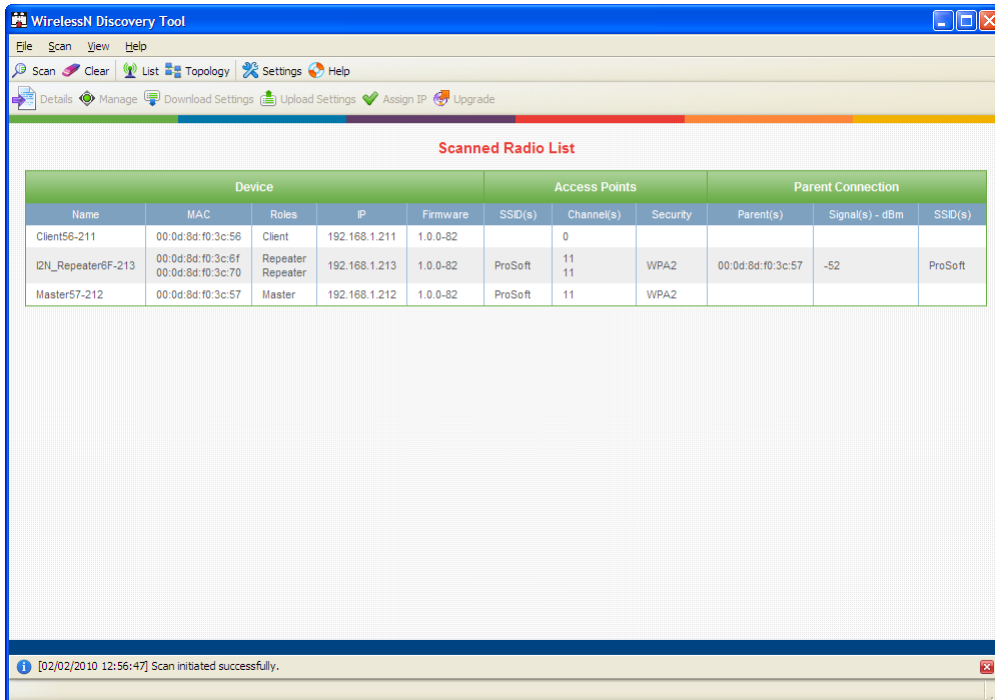 WirelessN Discovery Tool
File Scan View Help
Scan Clear List Topology Settings Help
Details Manage Download Settings Upload Settings Assign IP Upgrade
Scanned Radio List
Device Access Points Parent Connection
Name MAC Roles IP Firmware SSID(s) Channel(s) Security Parent(s) Signal(s) - dBm SSID(s)
Client56-211 00:0d:8d:f0:3c:56 Client 192.168.1.211 1.0.0-82 0
I2N_Repeater6F-213 00:0d:8d:f0:3c:6f Repeater 192.168.1.213 1.0.0-82 ProSoft 11 WPA2 00:0d:8d:f0:3c:57 -52 ProSoft
00:0d:8d:f0:3c:70 Repeater 11
Master57-212 00:0d:8d:f0:3c:57 Master 192.168.1.212 1.0.0-82 ProSoft 11 WPA2
[02/02/2010 12:56:47] Scan initiated successfully.